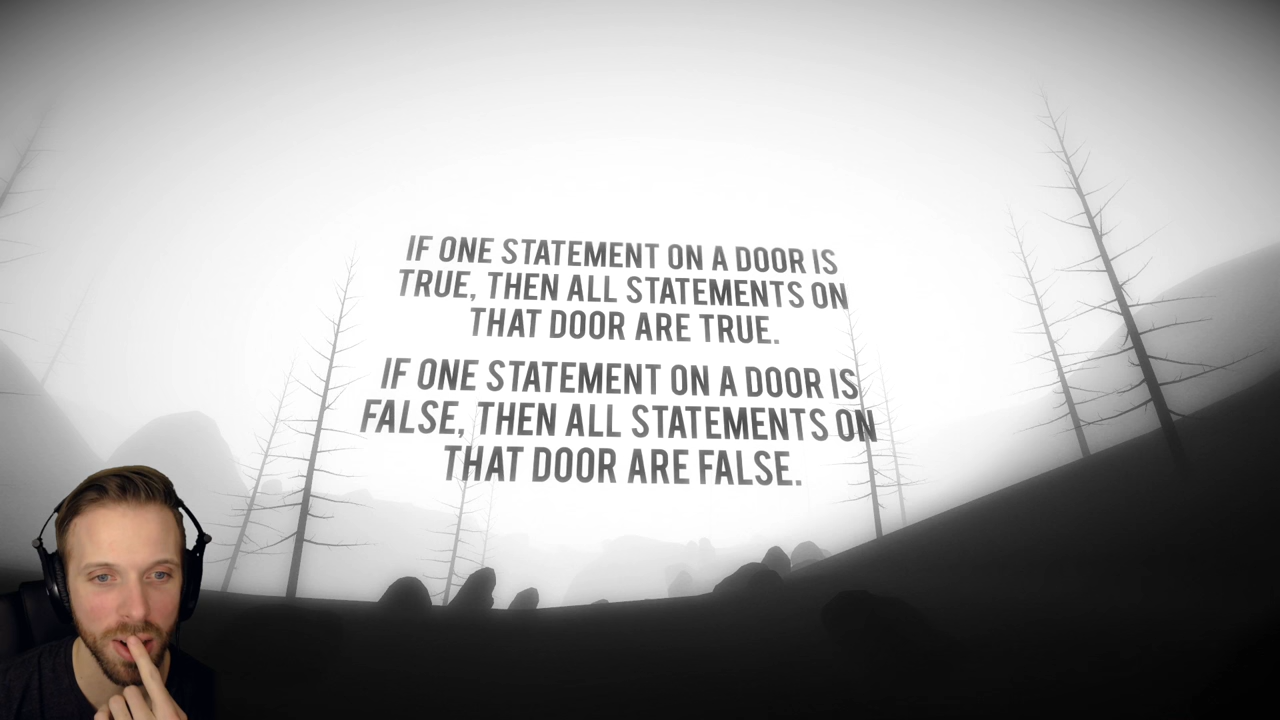 IF ONE STATEMENT ON A DOOR IS
TRUE, THEN ALL STATEMENTS ON
THAT DOOR ARE TRUE.
IF ONE STATEMENT ON A DOOR IS
FALSE, THEN ALL STATEMENTS ON
THAT DOOR ARE FALSE.